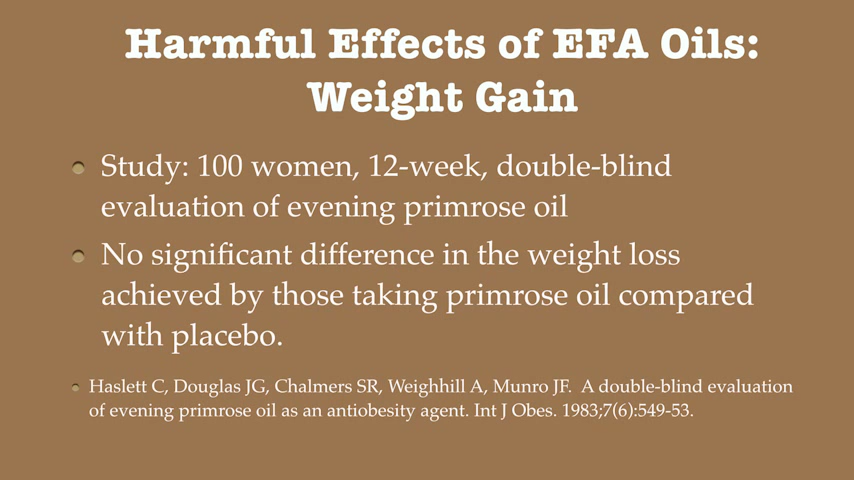 Harmful Effects of EFA Oils:
Weight Gain
Study: 100 women, 12-week, double-blind
evaluation of evening primrose oil
No significant difference in the weight loss
achieved by those taking primrose oil compared
with placebo.
Haslett C, Douglas JG, Chalmers SR, Weighhill A, Munro JF.  A double-blind evaluation
of evening primrose oil as an antiobesity agent. Int J Obes. 1983;7(6):549-53.